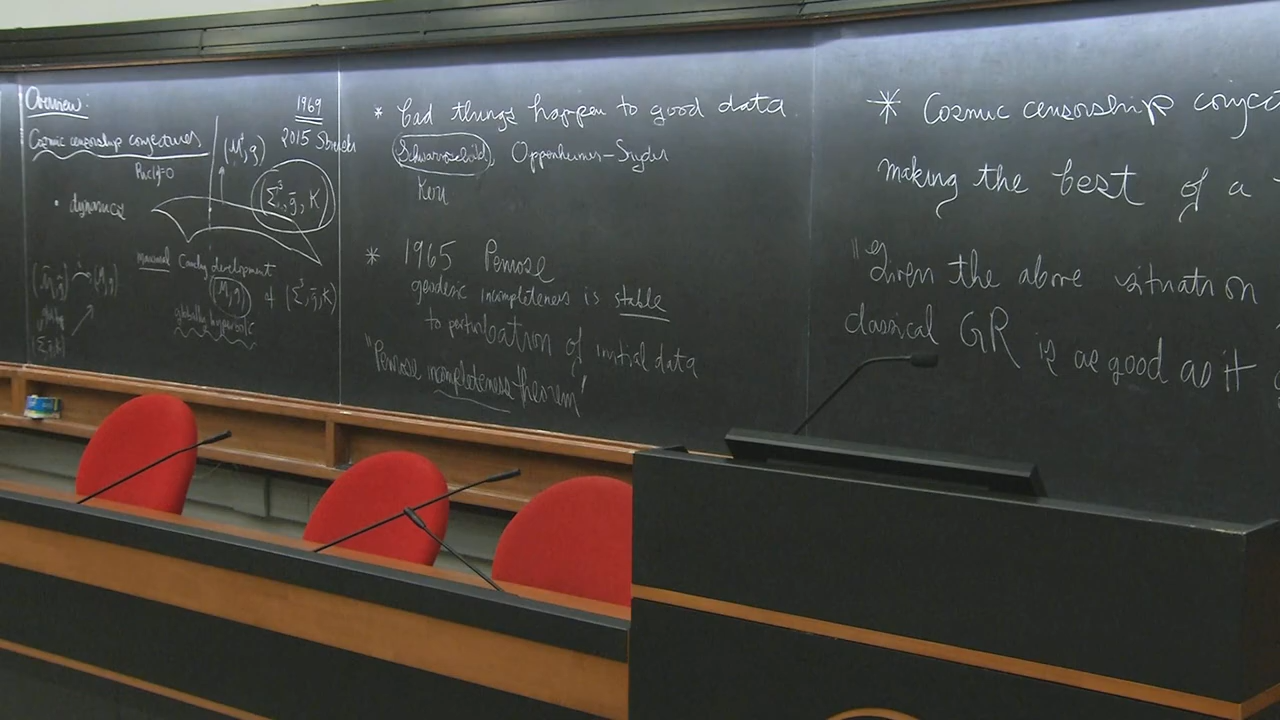 Overview:
1969
Cosmic censorship conjectures
2015
(M⁴, g)
Ric(g)=0
(Σ³, ḡ, K)
• dynamics
maximal Cauchy development
(M, g) of (Σ³, ḡ, K)
globally hyperbolic
(M̃, g̃) → (M, g)
(Σ, ḡ, K)
* bad things happen to good data
Schwarzschild, Oppenheimer–Snyder
Kerr
* 1965 Penrose
geodesic incompleteness is stable
to perturbation of initial data
"Penrose incompleteness theorem"
* Cosmic censorship conject
making the best of a
"Given the above situation
classical GR is as good as it